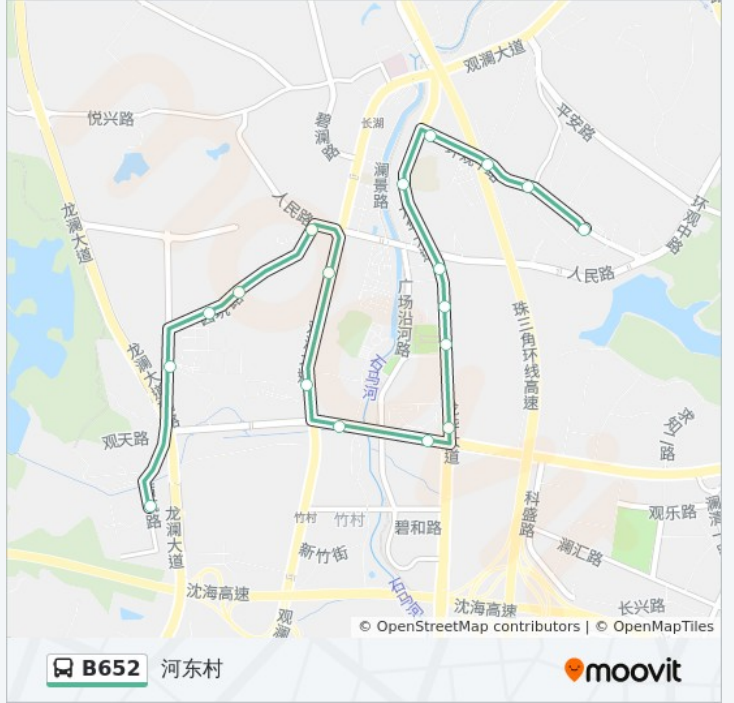 观澜大道
悦兴路
碧澜路
长湖
平安路
澜景路
人民路
龙澜大道
环观中路
人民路
广场沿河路
珠三角环线高速
龙澜大道
石马河
观天路
竹村
竹村
碧和路
新竹街
龙澜大道
科盛路
观乐路
澜汇路
沈海高速
沈海高速
长兴路
石马河
© OpenStreetMap contributors | © OpenMapTiles
B652 河东村
moovit